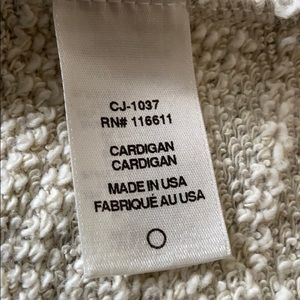 CJ-1037
RN# 116611
CARDIGAN
CARDIGAN
MADE IN USA
FABRIQUÉ AU USA